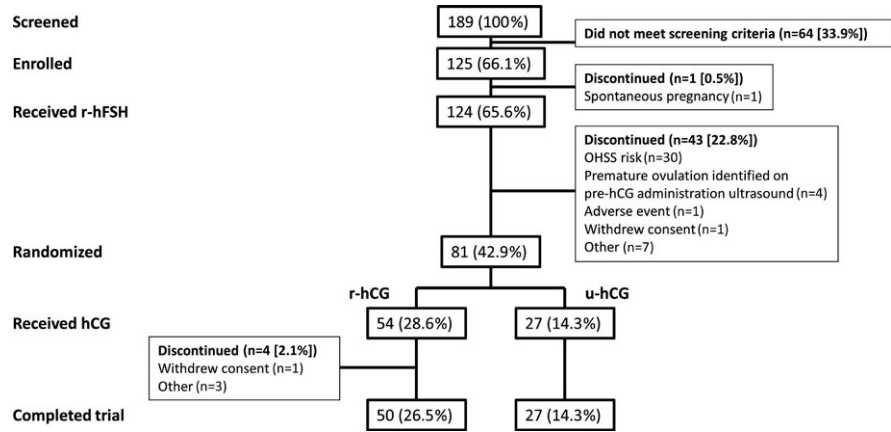 Screened
189 (100%)
Did not meet screening criteria (n=64 [33.9%])
Enrolled
125 (66.1%)
Discontinued (n=1 [0.5%])
Spontaneous pregnancy (n=1)
Received r-hFSH
124 (65.6%)
Discontinued (n=43 [22.8%])
OHSS risk (n=30)
Premature ovulation identified on
pre-hCG administration ultrasound (n=4)
Adverse event (n=1)
Withdrew consent (n=1)
Other (n=7)
Randomized
81 (42.9%)
r-hCG
u-hCG
Received hCG
54 (28.6%)
27 (14.3%)
Discontinued (n=4 [2.1%])
Withdrew consent (n=1)
Other (n=3)
Completed trial
50 (26.5%)
27 (14.3%)